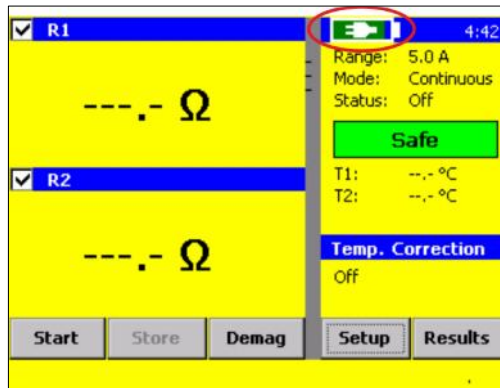 R1
---.- Ω
R2
---.- Ω
4:42
Range: 5.0 A
Mode: Continuous
Status: Off
Safe
T1: --.- °C
T2: --.- °C
Temp. Correction
Off
Start Store Demag Setup Results